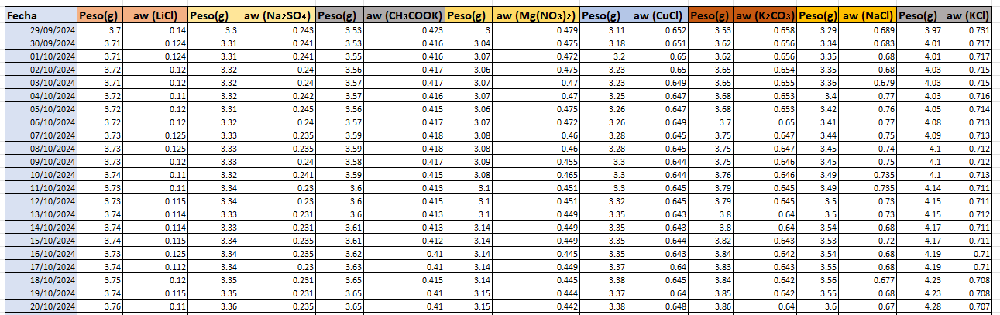 Fecha Peso(g) aw (LiCl) Peso(g) aw (Na₂SO₄) Peso(g) aw (CH₃COOK) Peso(g) aw (Mg(NO₃)₂) Peso(g) aw (CuCl) Peso(g) aw (K₂CO₃) Peso(g) aw (NaCl) Peso(g) aw (KCl)
29/09/2024 3.7 0.14 3.3 0.243 3.53 0.423 3 0.479 3.11 0.652 3.53 0.658 3.29 0.689 3.97 0.731
30/09/2024 3.71 0.124 3.31 0.241 3.53 0.416 3.04 0.475 3.18 0.651 3.62 0.656 3.34 0.683 4.01 0.717
01/10/2024 3.71 0.124 3.31 0.241 3.55 0.416 3.07 0.472 3.2 0.65 3.62 0.656 3.35 0.68 4.01 0.717
02/10/2024 3.72 0.12 3.32 0.24 3.56 0.417 3.06 0.475 3.23 0.65 3.65 0.654 3.35 0.68 4.03 0.715
03/10/2024 3.71 0.12 3.32 0.24 3.57 0.417 3.07 0.47 3.23 0.649 3.65 0.655 3.36 0.679 4.03 0.715
04/10/2024 3.72 0.11 3.32 0.242 3.57 0.416 3.07 0.47 3.25 0.647 3.68 0.653 3.4 0.77 4.03 0.716
05/10/2024 3.72 0.12 3.31 0.245 3.56 0.415 3.06 0.475 3.26 0.647 3.68 0.653 3.42 0.76 4.05 0.714
06/10/2024 3.72 0.12 3.32 0.24 3.57 0.417 3.07 0.472 3.26 0.649 3.7 0.65 3.41 0.77 4.08 0.713
07/10/2024 3.73 0.125 3.33 0.235 3.59 0.418 3.08 0.46 3.28 0.645 3.75 0.647 3.44 0.75 4.09 0.713
08/10/2024 3.73 0.125 3.33 0.235 3.59 0.418 3.08 0.46 3.28 0.645 3.75 0.647 3.45 0.74 4.1 0.712
09/10/2024 3.73 0.12 3.33 0.24 3.58 0.417 3.09 0.455 3.3 0.644 3.75 0.646 3.45 0.75 4.1 0.712
10/10/2024 3.74 0.11 3.32 0.241 3.59 0.415 3.08 0.465 3.3 0.644 3.76 0.646 3.49 0.735 4.1 0.713
11/10/2024 3.73 0.11 3.34 0.23 3.6 0.413 3.1 0.451 3.3 0.645 3.79 0.645 3.49 0.735 4.14 0.711
12/10/2024 3.73 0.115 3.34 0.23 3.6 0.415 3.1 0.451 3.32 0.645 3.79 0.645 3.5 0.73 4.15 0.711
13/10/2024 3.74 0.114 3.33 0.231 3.6 0.413 3.1 0.449 3.35 0.643 3.8 0.64 3.5 0.73 4.15 0.712
14/10/2024 3.74 0.114 3.33 0.231 3.61 0.413 3.14 0.449 3.35 0.643 3.8 0.64 3.54 0.68 4.17 0.711
15/10/2024 3.74 0.115 3.34 0.235 3.61 0.412 3.14 0.449 3.35 0.644 3.82 0.643 3.53 0.72 4.17 0.711
16/10/2024 3.73 0.125 3.34 0.235 3.62 0.41 3.14 0.445 3.35 0.643 3.84 0.642 3.54 0.68 4.19 0.71
17/10/2024 3.74 0.112 3.34 0.23 3.63 0.41 3.14 0.449 3.37 0.64 3.83 0.643 3.55 0.68 4.19 0.71
18/10/2024 3.75 0.12 3.35 0.231 3.65 0.415 3.14 0.445 3.38 0.645 3.84 0.642 3.56 0.677 4.23 0.708
19/10/2024 3.74 0.115 3.35 0.231 3.65 0.41 3.15 0.444 3.37 0.64 3.85 0.642 3.55 0.68 4.23 0.708
20/10/2024 3.76 0.11 3.36 0.235 3.65 0.41 3.15 0.442 3.38 0.648 3.86 0.64 3.6 0.67 4.28 0.707